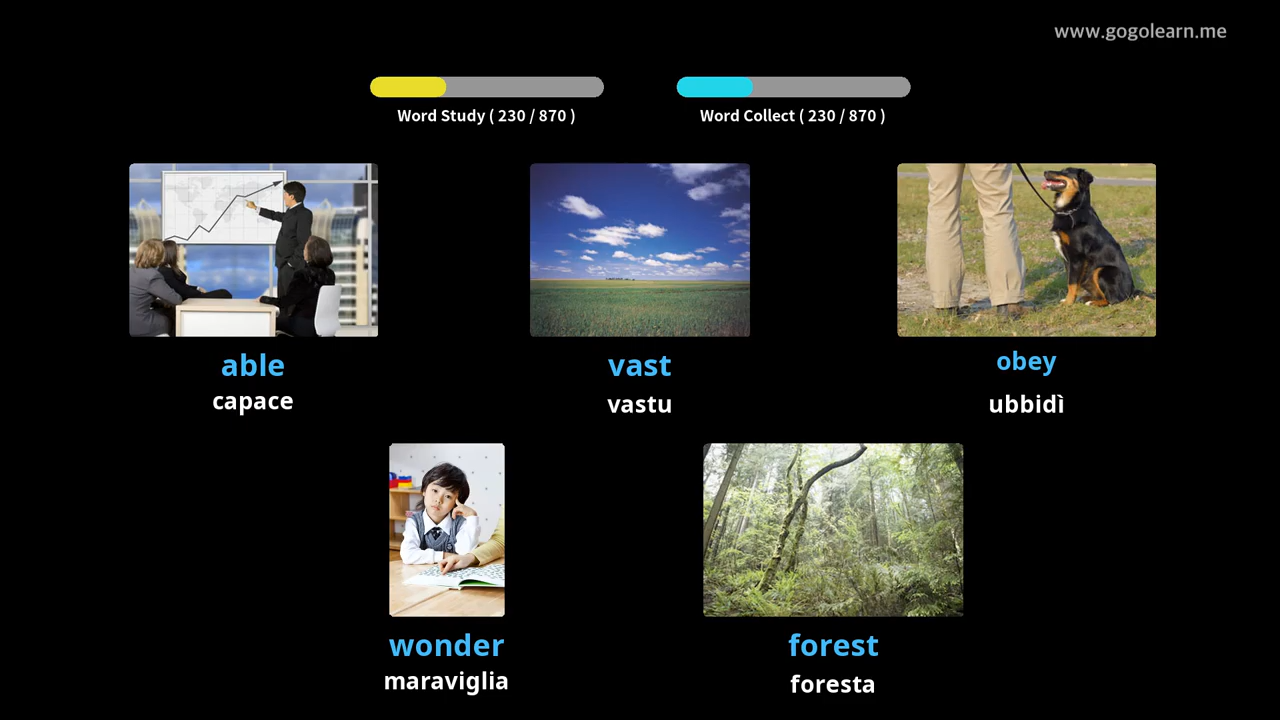 www.gogolearn.me
Word Study ( 230 / 870 )
Word Collect ( 230 / 870 )
able
capace
vast
vastu
obey
ubbidì
wonder
maraviglia
forest
foresta